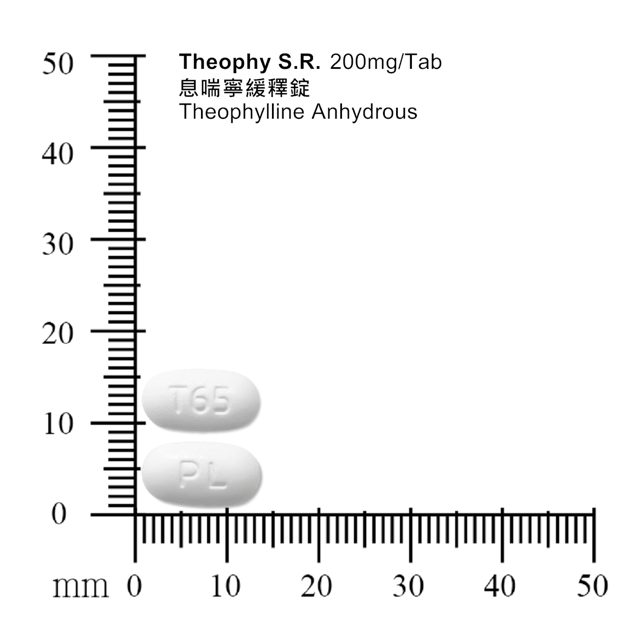 Theophy S.R. 200mg/Tab
息喘寧緩釋錠
Theophylline Anhydrous
50
40
30
20
10
0
T65
PL
mm 0 10 20 30 40 50